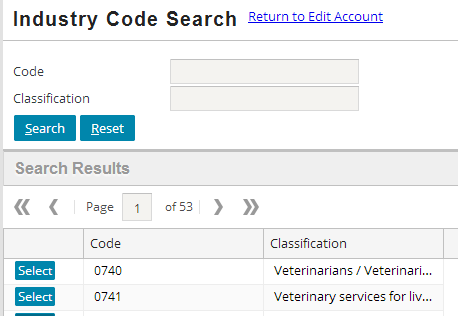 Industry Code Search Return to Edit Account
Code
Classification
Search Reset
Search Results
Page 1 of 53
Code Classification
Select 0740 Veterinarians / Veterinari...
Select 0741 Veterinary services for liv...